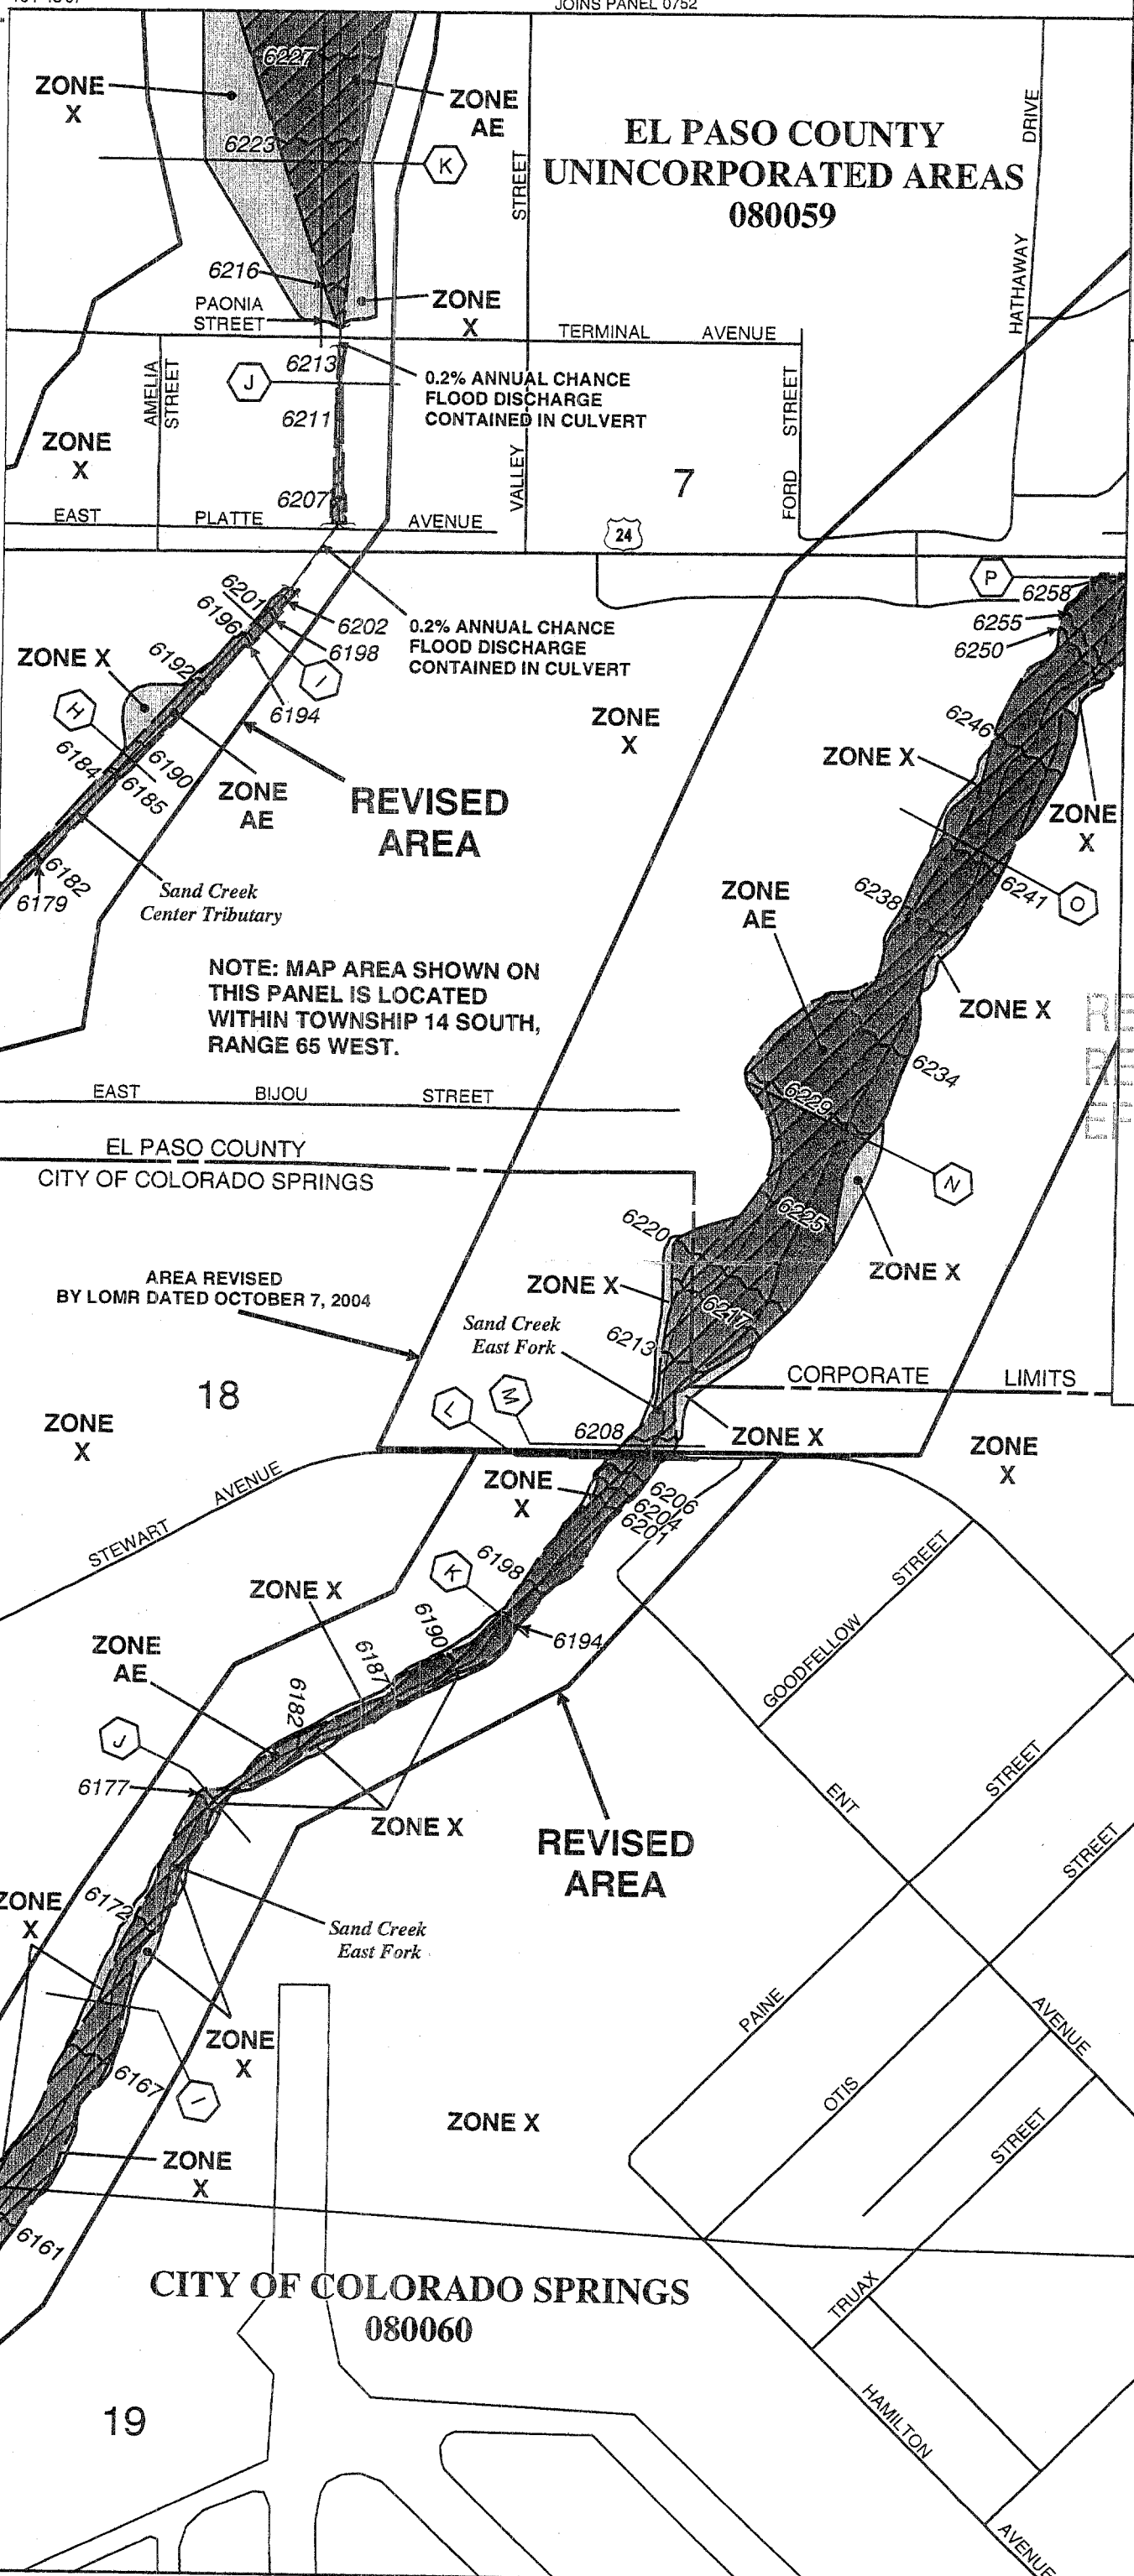 JOINS PANEL 0752
6227
ZONE
X
ZONE
AE
DRIVE
EL PASO COUNTY
UNINCORPORATED AREAS
080059
6223
K
STREET
6216
ZONE
X
PAONIA
STREET
HATHAWAY
TERMINAL AVENUE
AMELIA
STREET
6213
J
0.2% ANNUAL CHANCE
FLOOD DISCHARGE
CONTAINED IN CULVERT
6211
FORD STREET
ZONE
X
VALLEY
7
6207
EAST PLATTE AVENUE
24
P
6258
6255
6250
6201
6196
6202
6198
0.2% ANNUAL CHANCE
FLOOD DISCHARGE
CONTAINED IN CULVERT
ZONE X
6192
I
6194
H
ZONE
X
6246
ZONE X
6190
6184
6185
ZONE
AE
REVISED
AREA
ZONE
X
6182
6179
Sand Creek
Center Tributary
ZONE
AE
6238
6241
O
NOTE: MAP AREA SHOWN ON
THIS PANEL IS LOCATED
WITHIN TOWNSHIP 14 SOUTH,
RANGE 65 WEST.
ZONE X
6234
EAST BIJOU STREET
6229
EL PASO COUNTY
CITY OF COLORADO SPRINGS
N
6225
6220
ZONE X
AREA REVISED
BY LOMR DATED OCTOBER 7, 2004
ZONE X
6217
Sand Creek
East Fork
6213
CORPORATE LIMITS
18
M
L
ZONE
X
6208
ZONE X
ZONE
X
STEWART AVENUE
ZONE
X
6206
6204
6201
6198
K
STREET
ZONE X
6190
6194
GOODFELLOW
ZONE
AE
6187
6182
J
6177
ZONE X
REVISED
AREA
ENT
STREET
STREET
ZONE
X
6172
Sand Creek
East Fork
PAINE
AVENUE
ZONE
X
6167
I
OTIS
ZONE X
STREET
ZONE
X
6161
CITY OF COLORADO SPRINGS
080060
TRUAX
19
HAMILTON
AVENUE